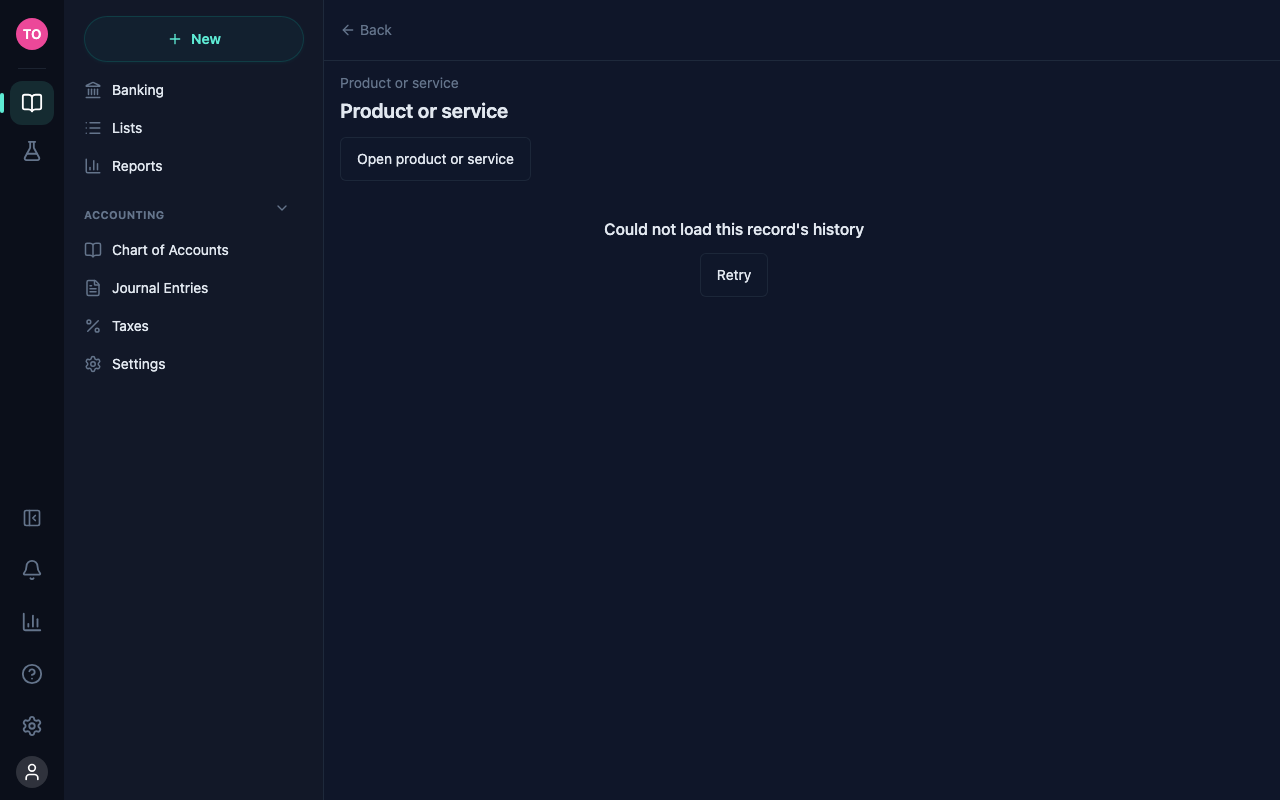 TO
New
Banking
Lists
Reports
ACCOUNTING
Chart of Accounts
Journal Entries
Taxes
Settings
Back
Product or service
Product or service
Open product or service
Could not load this record's history
Retry